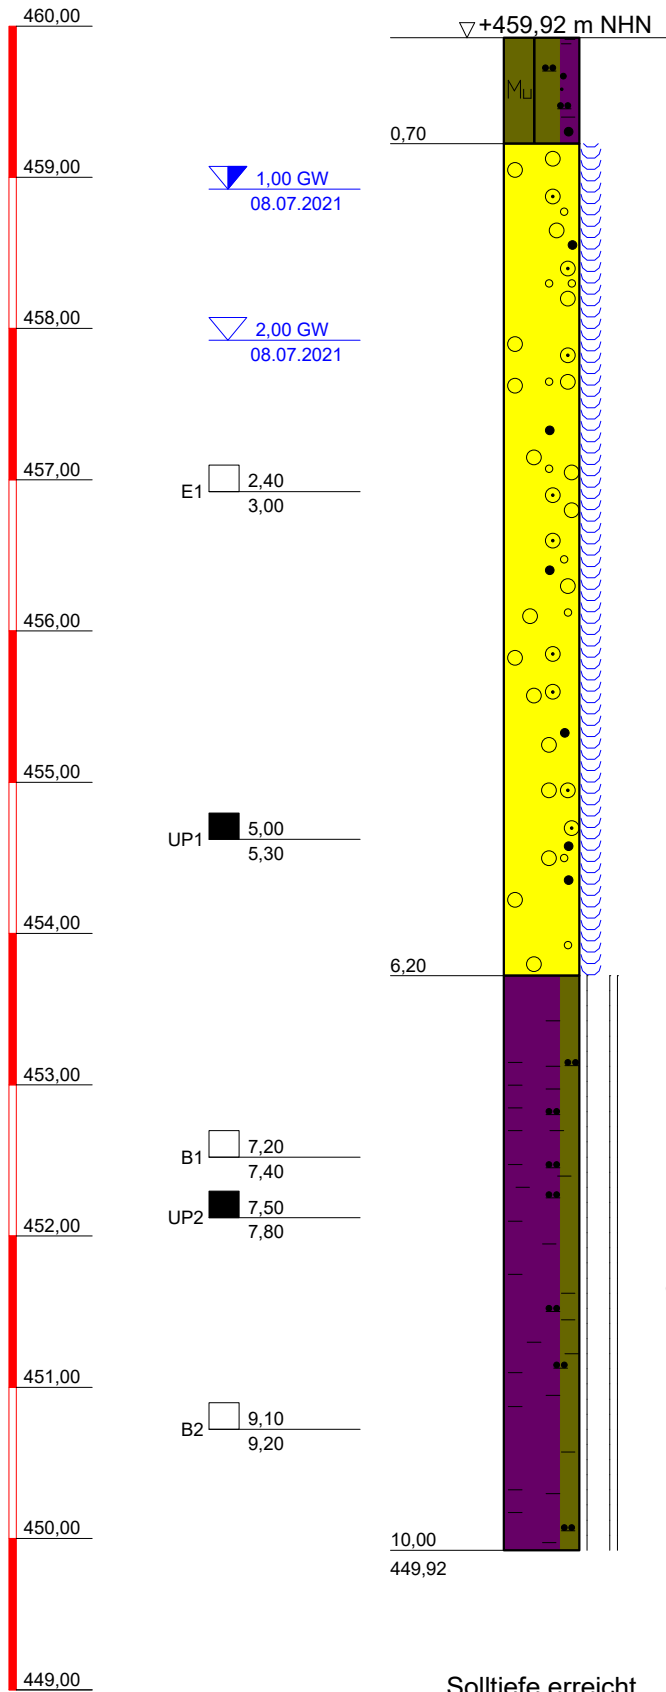 460,00
+459,92 m NHN
Mu
0,70
459,00
1,00 GW
08.07.2021
458,00
2,00 GW
08.07.2021
457,00
E1
2,40
3,00
456,00
455,00
UP1
5,00
5,30
454,00
6,20
453,00
B1
7,20
7,40
UP2
7,50
7,80
452,00
451,00
B2
9,10
9,20
450,00
10,00
449,92
449,00
Solltiefe erreicht